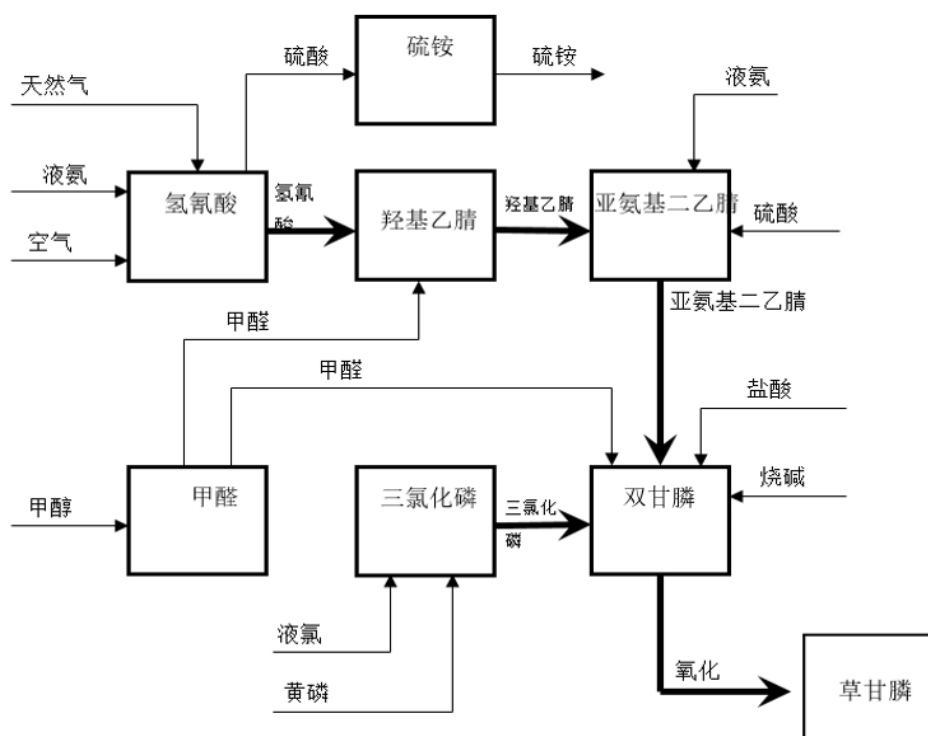 硫铵
硫酸
硫铵
天然气
液氨
液氨
氢氰酸
氢氰
酸
羟基乙腈
羟基乙腈
亚氨基二乙腈
硫酸
空气
亚氨基二乙腈
甲醛
甲醛
盐酸
甲醛
三氯化磷
三氯化
磷
双甘膦
烧碱
甲醇
液氯
黄磷
氧化
草甘膦